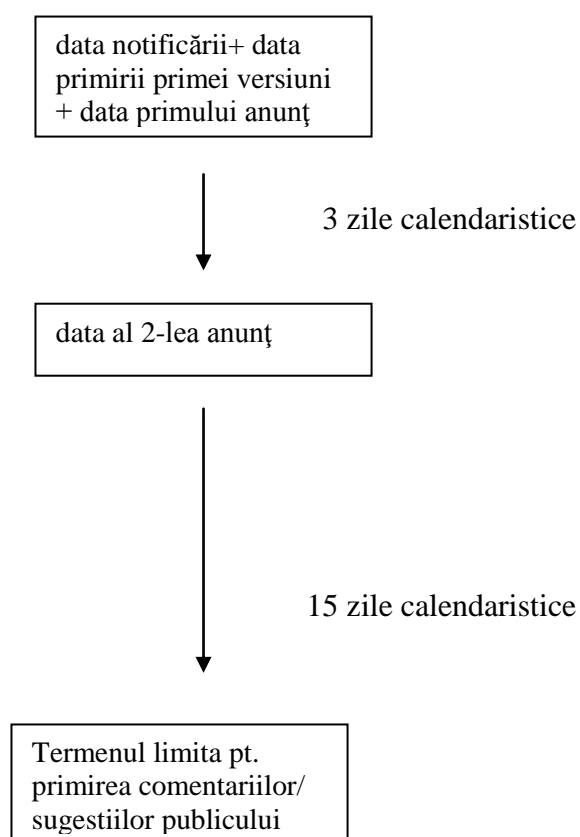 data notificării+ data
primirii primei versiuni
+ data primului anunţ
3 zile calendaristice
data al 2-lea anunţ
15 zile calendaristice
Termenul limita pt.
primirea comentariilor/
sugestiilor publicului